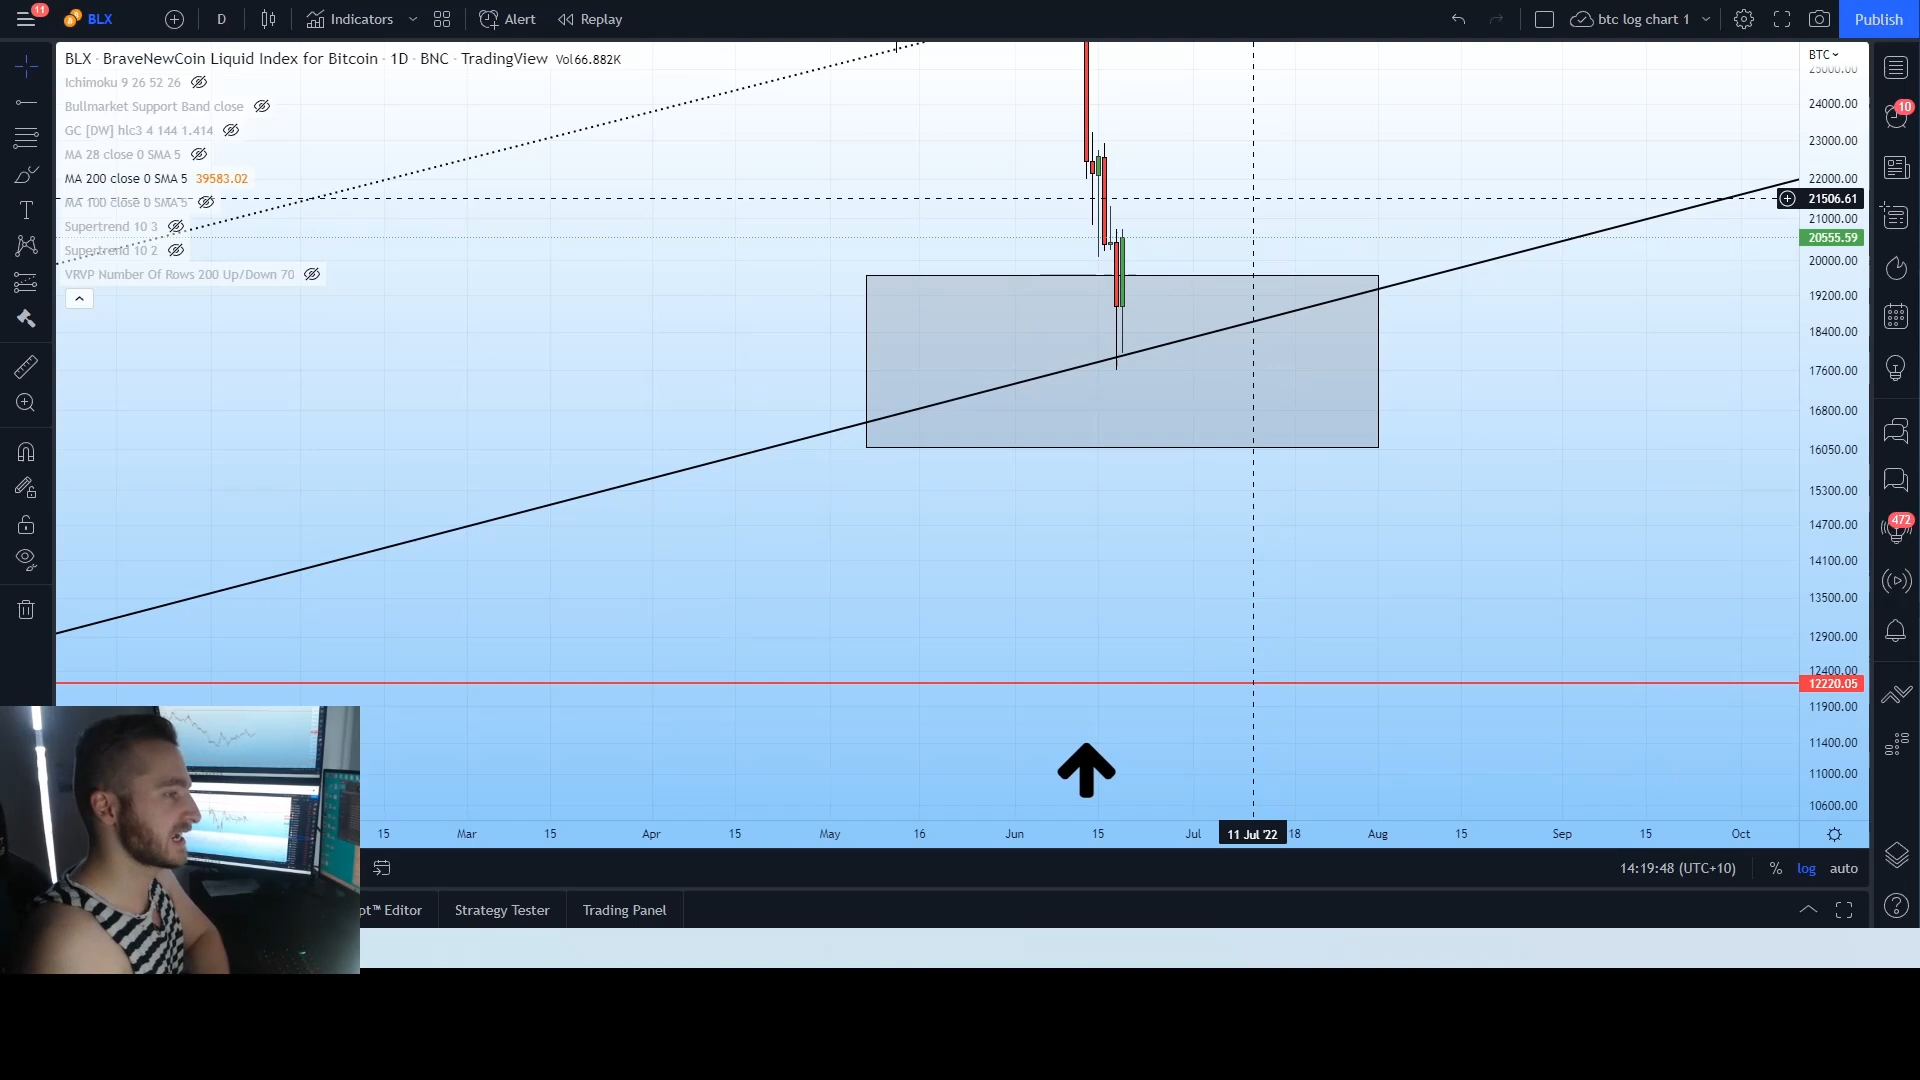 11
BLX
D
Indicators
Alert
Replay
btc log chart 1
Publish
BLX · BraveNewCoin Liquid Index for Bitcoin · 1D · BNC · TradingView Vol66.882K
Ichimoku 9 26 52 26
Bullmarket Support Band close
GC [DW] hlc3 4 144 1.414
MA 28 close 0 SMA 5
MA 200 close 0 SMA 5 39583.02
MA 100 close 0 SMA 5
Supertrend 10 3
Supertrend 10 2
VRVP Number Of Rows 200 Up/Down 70
BTC
25000.00
24000.00
23000.00
22000.00
21506.61
21000.00
20555.59
20000.00
19200.00
18400.00
17600.00
16800.00
16050.00
15300.00
14700.00
14100.00
13500.00
12900.00
12400.00
12220.05
11900.00
11400.00
11000.00
10600.00
10
472
15
Mar
15
Apr
15
May
16
Jun
15
Jul
11 Jul '22
18
Aug
15
Sep
15
Oct
14:19:48 (UTC+10)
%
log
auto
pt™ Editor
Strategy Tester
Trading Panel